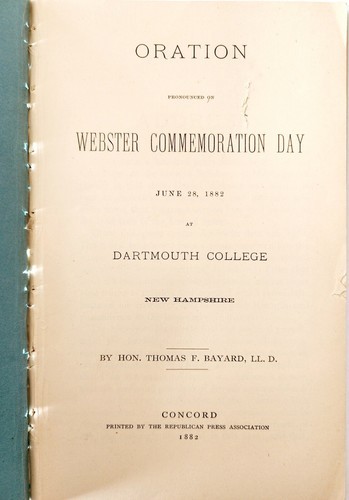 ORATION
PRONOUNCED ON
WEBSTER COMMEMORATION DAY
JUNE 28, 1882
AT
DARTMOUTH COLLEGE
NEW HAMPSHIRE
BY HON. THOMAS F. BAYARD, LL. D.
CONCORD
PRINTED BY THE REPUBLICAN PRESS ASSOCIATION
1882